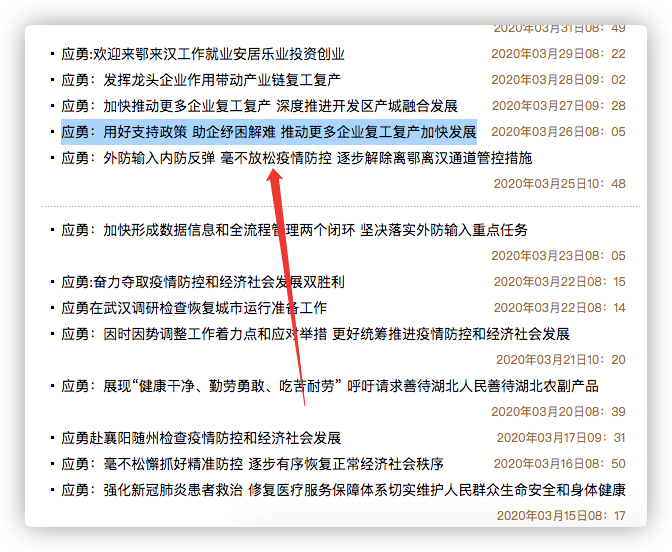 2020年03月31日08：49
应勇:欢迎来鄂来汉工作就业安居乐业投资创业 2020年03月29日08：22
应勇：发挥龙头企业作用带动产业链复工复产 2020年03月28日09：02
应勇：加快推动更多企业复工复产 深度推进开发区产城融合发展 2020年03月27日09：28
应勇：用好支持政策 助企纾困解难 推动更多企业复工复产加快发展 2020年03月26日08：05
应勇：外防输入内防反弹 毫不放松疫情防控 逐步解除离鄂离汉通道管控措施
2020年03月25日10：48
应勇：加快形成数据信息和全流程管理两个闭环 坚决落实外防输入重点任务
2020年03月23日08：05
应勇:奋力夺取疫情防控和经济社会发展双胜利 2020年03月22日08：15
应勇在武汉调研检查恢复城市运行准备工作 2020年03月22日08：14
应勇：因时因势调整工作着力点和应对举措 更好统筹推进疫情防控和经济社会发展
2020年03月21日10：20
应勇：展现“健康干净、勤劳勇敢、吃苦耐劳” 呼吁请求善待湖北人民善待湖北农副产品
2020年03月20日08：39
应勇赴襄阳随州检查疫情防控和经济社会发展 2020年03月17日09：31
应勇：毫不松懈抓好精准防控 逐步有序恢复正常经济社会秩序 2020年03月16日08：50
应勇：强化新冠肺炎患者救治 修复医疗服务保障体系切实维护人民群众生命安全和身体健康
2020年03月15日08：17